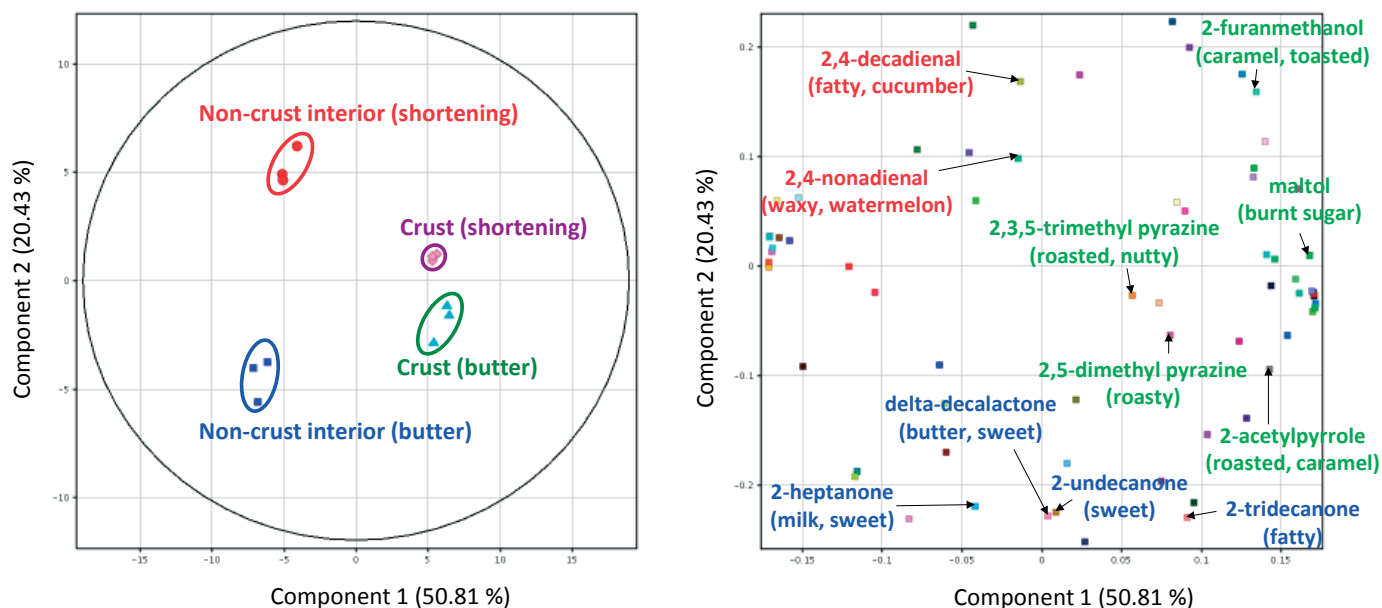 Non-crust interior (shortening)
Crust (shortening)
Crust (butter)
Non-crust interior (butter)
Component 2 (20.43 %)
10
5
0
-5
-10
-15
-10
-5
0
5
10
15
Component 1 (50.81 %)
2-furanmethanol
(caramel, toasted)
2,4-decadienal
(fatty, cucumber)
2,4-nonadienal
(waxy, watermelon)
maltol
(burnt sugar)
2,3,5-trimethyl pyrazine
(roasted, nutty)
2,5-dimethyl pyrazine
(roasty)
delta-decalactone
(butter, sweet)
2-acetylpyrrole
(roasted, caramel)
2-heptanone
(milk, sweet)
2-undecanone
(sweet)
2-tridecanone
(fatty)
Component 2 (20.43 %)
0.2
0.1
0
-0.1
-0.2
-0.15
-0.1
-0.05
0
0.05
0.1
0.15
Component 1 (50.81 %)